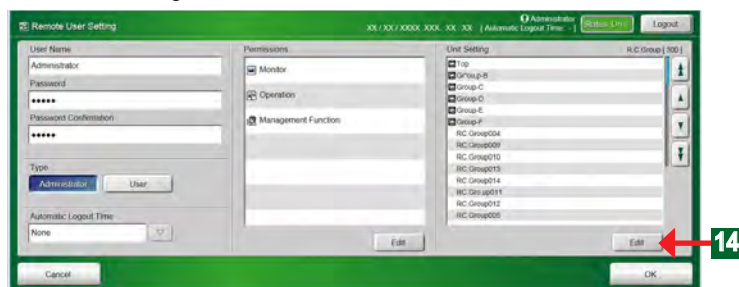 Remote User Setting
XX / XX / XXXX XXX. XX : XX | Automatic Logout Time: - |
Administrator
Status Onl
Logout
User Name
Administrator
Password
•••••
Password Confirmation
•••••
Type
Administrator
User
Automatic Logout Time
None
Permissions
Monitor
Operation
Management Function
Edit
Unit Setting
R.C.Group[ 300 ]
Top
Group-B
Group-C
Group-D
Group-E
Group-F
RC.Group004
RC.Group009
RC.Group010
RC.Group013
RC.Group014
RC.Group011
RC.Group012
RC.Group005
Edit
14
Cancel
OK